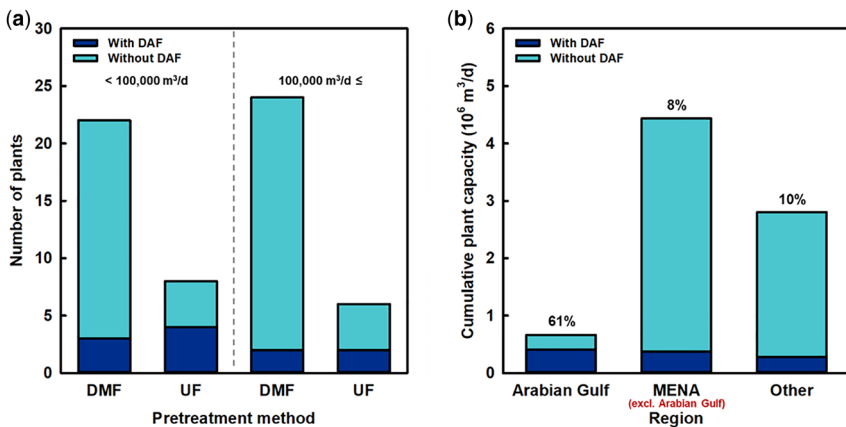 (a)
30
25
20
15
10
5
0
Number of plants
With DAF
Without DAF
< 100,000 m³/d
100,000 m³/d ≤
DMF UF DMF UF
Pretreatment method
(b)
6
5
4
3
2
1
0
Cumulative plant capacity (10⁶ m³/d)
With DAF
Without DAF
61%
8%
10%
Arabian Gulf MENA Other
(excl. Arabian Gulf)
Region